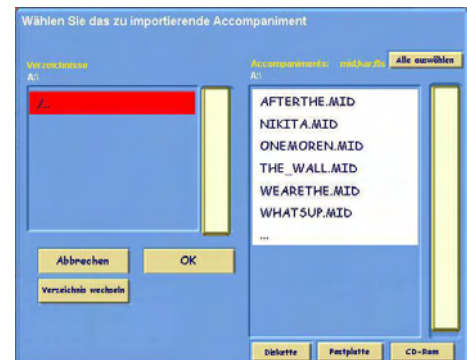 Wählen Sie das zu importierende Accompaniment
Verzeichnisse
A:\
/..
Abbrechen
OK
Verzeichnis wechseln
Accompaniments: mid,kar,fls
Alle auswählen
A:\
AFTERTHE.MID
NIKITA.MID
ONEMOREN.MID
THE_WALL.MID
WEARETHE.MID
WHATSUP.MID
...
Diskette
Festplatte
CD-Rom